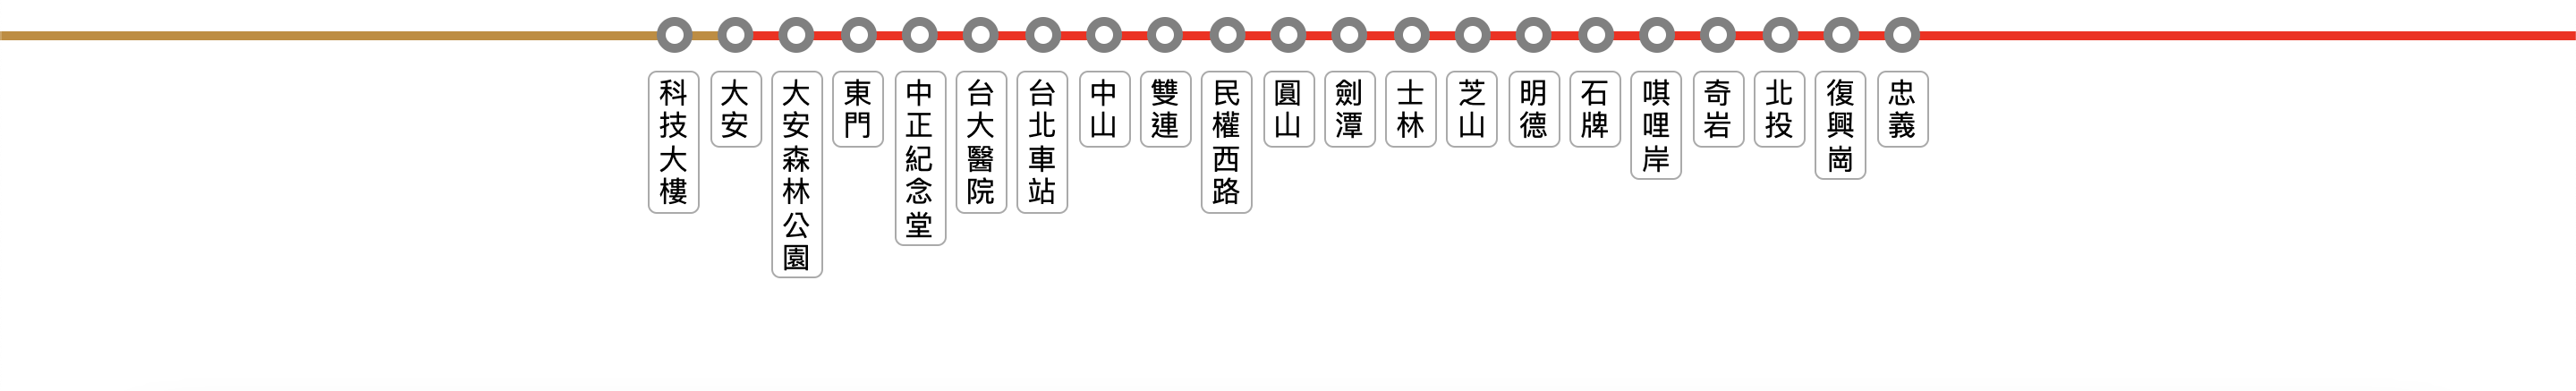 科技大樓
大安
大安森林公園
東門
中正紀念堂
台大醫院
台北車站
中山
雙連
民權西路
圓山
劍潭
士林
芝山
明德
石牌
唭哩岸
奇岩
北投
復興崗
忠義